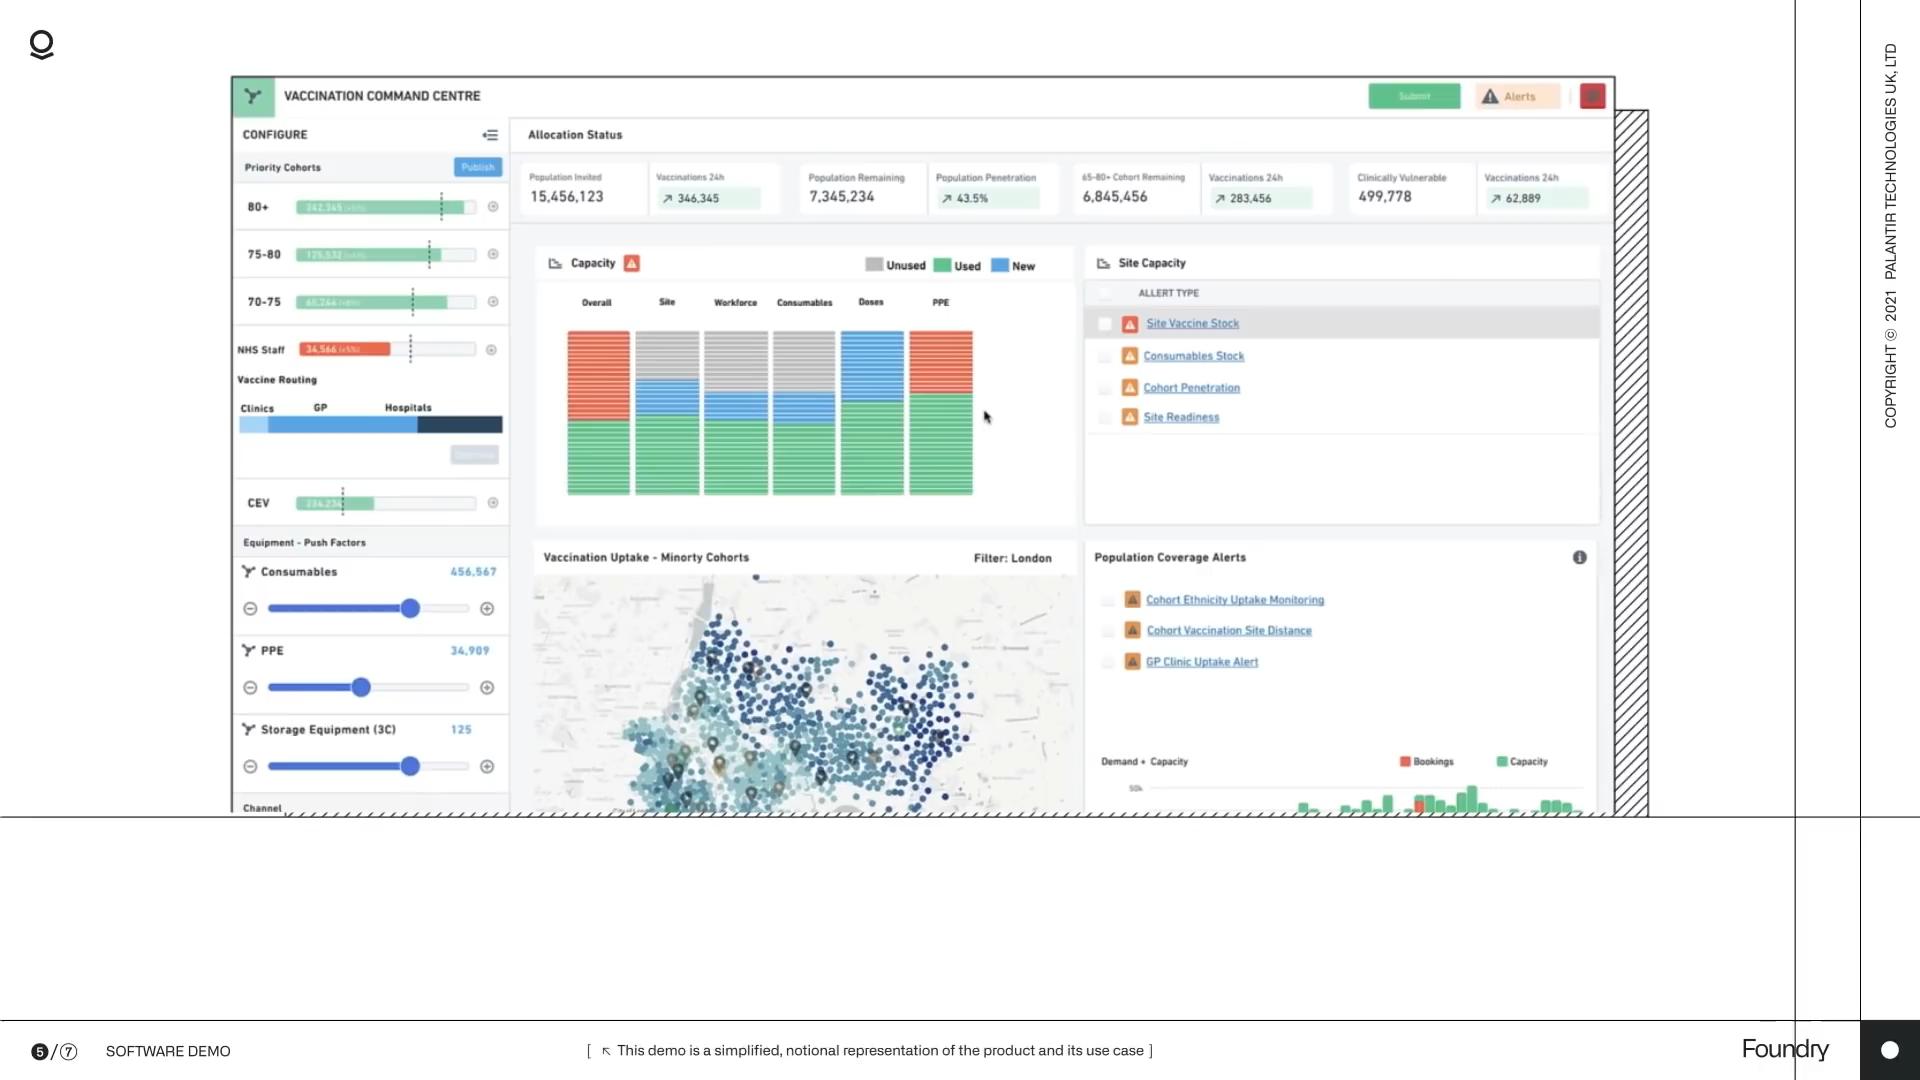 VACCINATION COMMAND CENTRE
Submit
Alerts
CONFIGURE
Allocation Status
Priority Cohorts
Publish
Population Invited
15,456,123
Vaccinations 24h
346,345
Population Remaining
7,345,234
Population Penetration
43.5%
65-80+ Cohort Remaining
6,845,456
Vaccinations 24h
283,456
Clinically Vulnerable
499,778
Vaccinations 24h
62,889
80+
75-80
70-75
NHS Staff
34,566 (<5%)
Vaccine Routing
Clinics
GP
Hospitals
CEV
Equipment - Push Factors
Consumables
456,567
PPE
34,909
Storage Equipment (3C)
125
Channel
Capacity
Unused
Used
New
Overall
Site
Workforce
Consumables
Doses
PPE
Site Capacity
ALLERT TYPE
Site Vaccine Stock
Consumables Stock
Cohort Penetration
Site Readiness
Vaccination Uptake - Minorty Cohorts
Filter: London
Population Coverage Alerts
Cohort Ethnicity Uptake Monitoring
Cohort Vaccination Site Distance
GP Clinic Uptake Alert
Demand + Capacity
Bookings
Capacity
50k
COPYRIGHT © 2021 PALANTIR TECHNOLOGIES UK, LTD
5/7
SOFTWARE DEMO
[ ↖ This demo is a simplified, notional representation of the product and its use case ]
Foundry